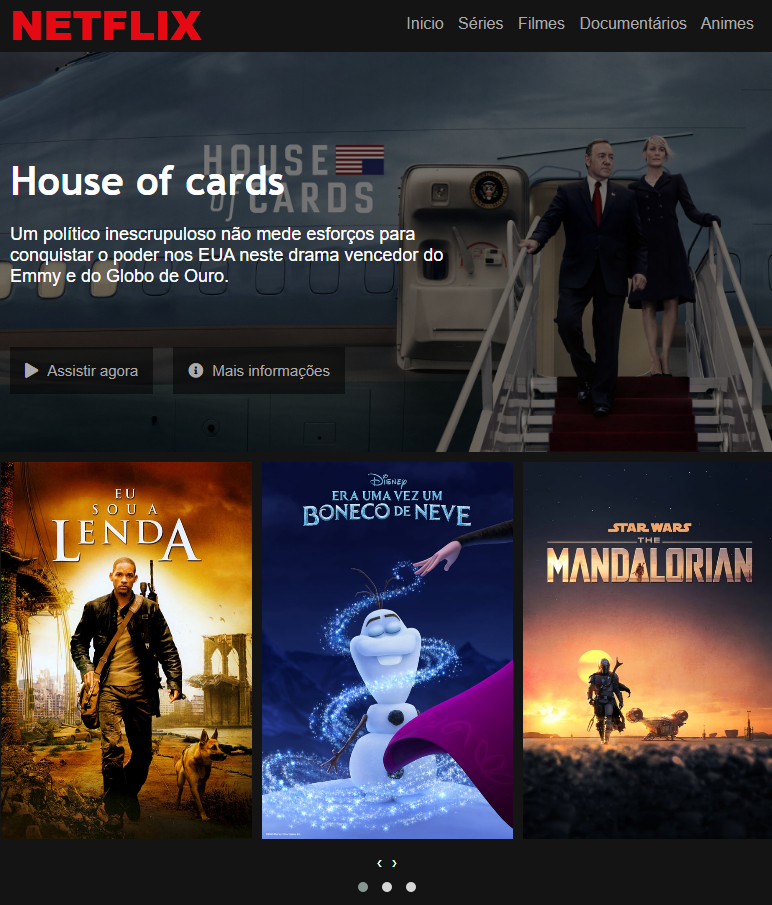 NETFLIX
Inicio Séries Filmes Documentários Animes
HOUSE
of CARDS
House of cards
Um político inescrupuloso não mede esforços para
conquistar o poder nos EUA neste drama vencedor do
Emmy e do Globo de Ouro.
Assistir agora
Mais informações
EU
SOU A
LENDA
Disney
ERA UMA VEZ UM
BONECO DE NEVE
STAR WARS
THE
MANDALORIAN
‹ ›